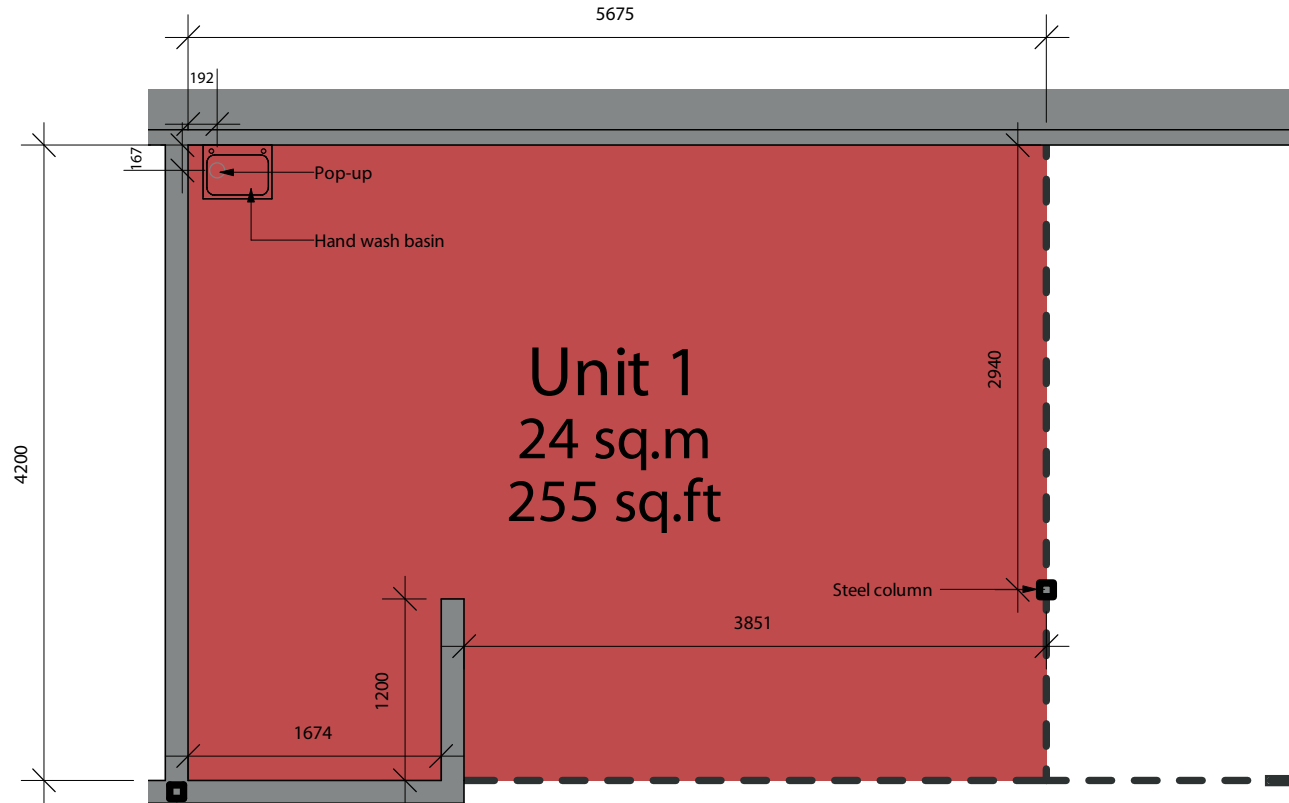 5675
192
167
Pop-up
Hand wash basin
Unit 1
24 sq.m
255 sq.ft
2940
4200
Steel column
3851
1200
1674